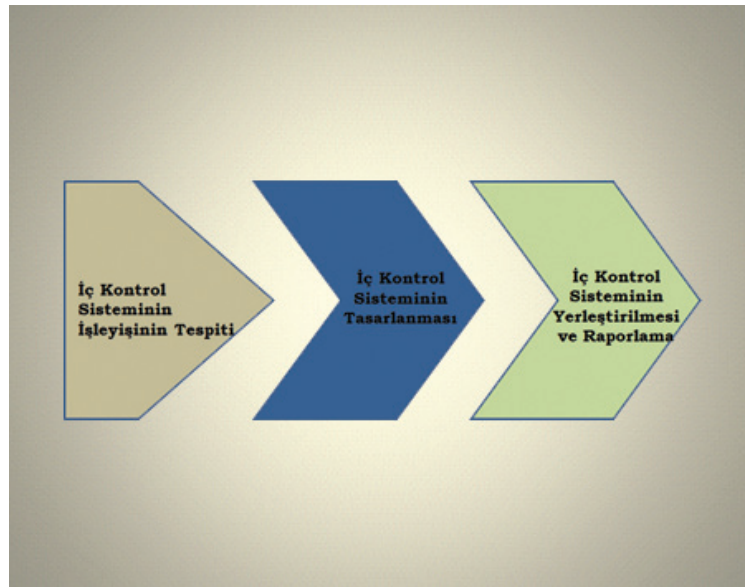 İç Kontrol
Sisteminin
İşleyişinin Tespiti
İç Kontrol
Sisteminin
Tasarlanması
İç Kontrol
Sisteminin
Yerleştirilmesi
ve Raporlama